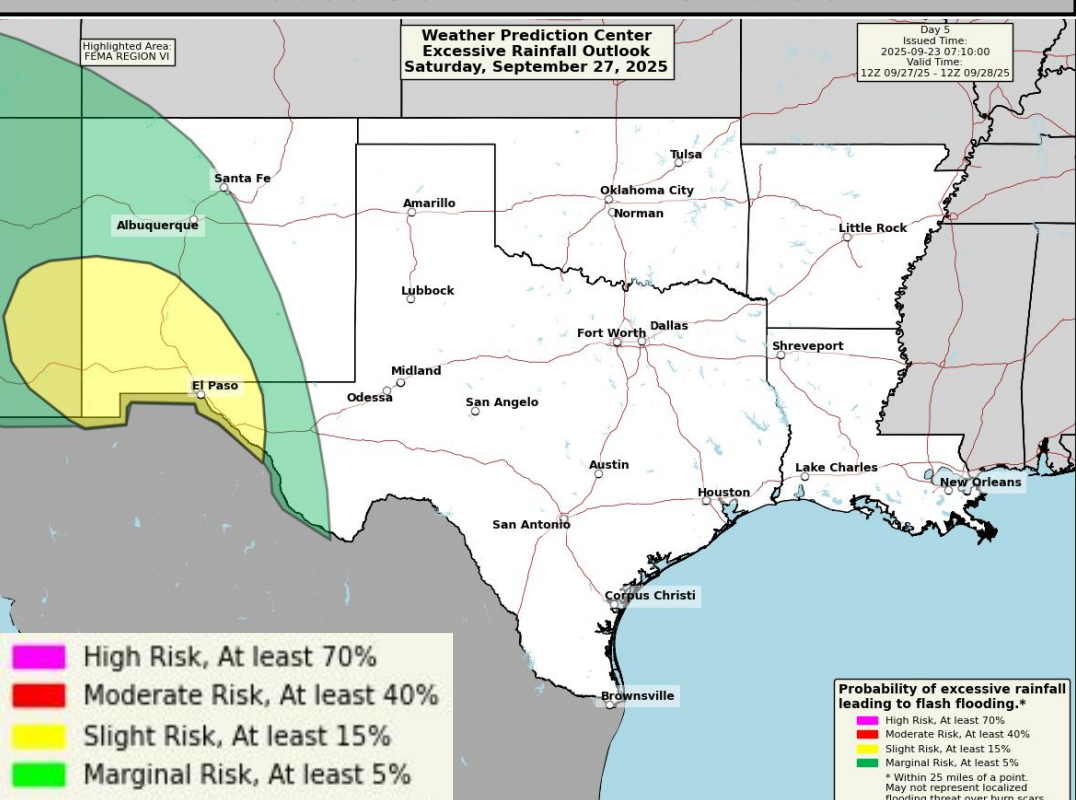 Highlighted Area:
FEMA REGION VI
Weather Prediction Center
Excessive Rainfall Outlook
Saturday, September 27, 2025
Day 5
Issued Time:
2025-09-23 07:10:00
Valid Time:
12Z 09/27/25 - 12Z 09/28/25
Tulsa
Santa Fe
Oklahoma City
Amarillo
Norman
Albuquerque
Little Rock
Lubbock
Fort Worth
Dallas
Shreveport
Midland
El Paso
Odessa
San Angelo
Austin
Lake Charles
New Orleans
Houston
San Antonio
Corpus Christi
Brownsville
High Risk, At least 70%
Moderate Risk, At least 40%
Slight Risk, At least 15%
Marginal Risk, At least 5%
Probability of excessive rainfall
leading to flash flooding.*
High Risk, At least 70%
Moderate Risk, At least 40%
Slight Risk, At least 15%
Marginal Risk, At least 5%
* Within 25 miles of a point.
May not represent localized
flooding threat over burn scars